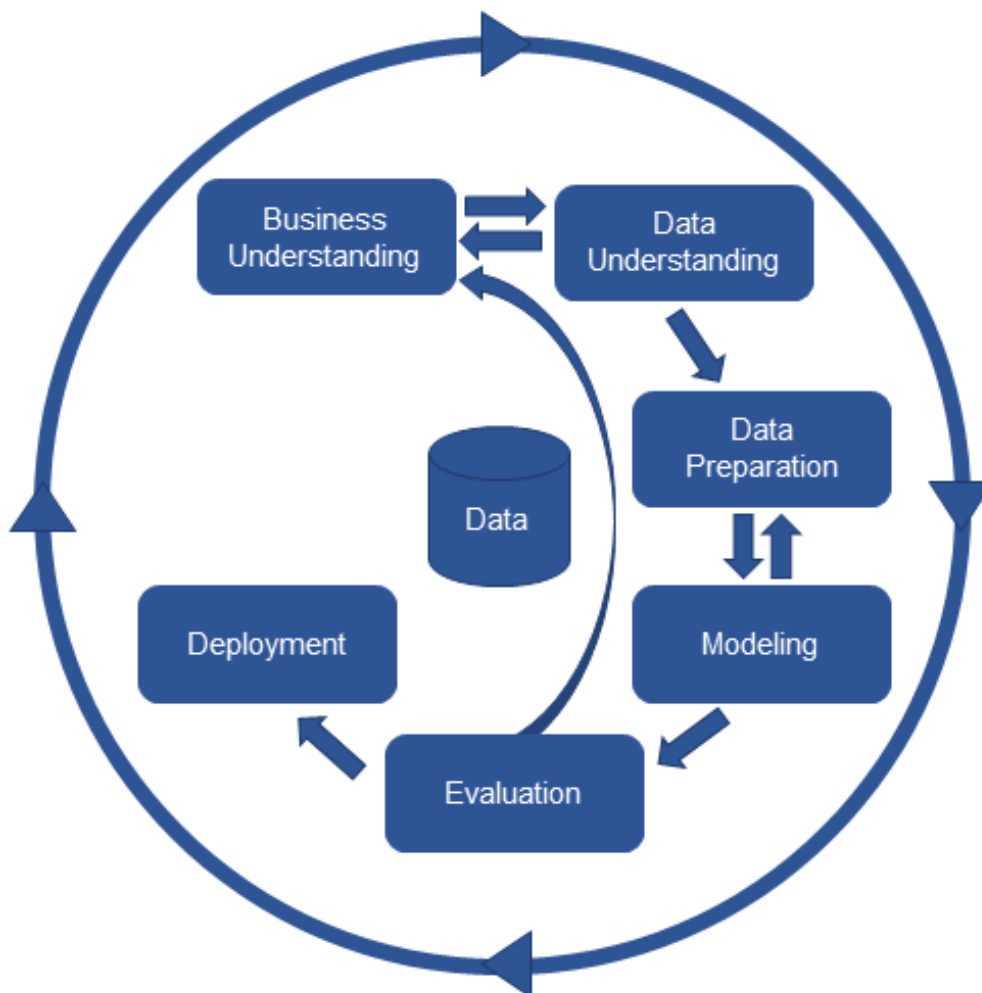 Business
Understanding
Data
Understanding
Data
Preparation
Data
Modeling
Deployment
Evaluation